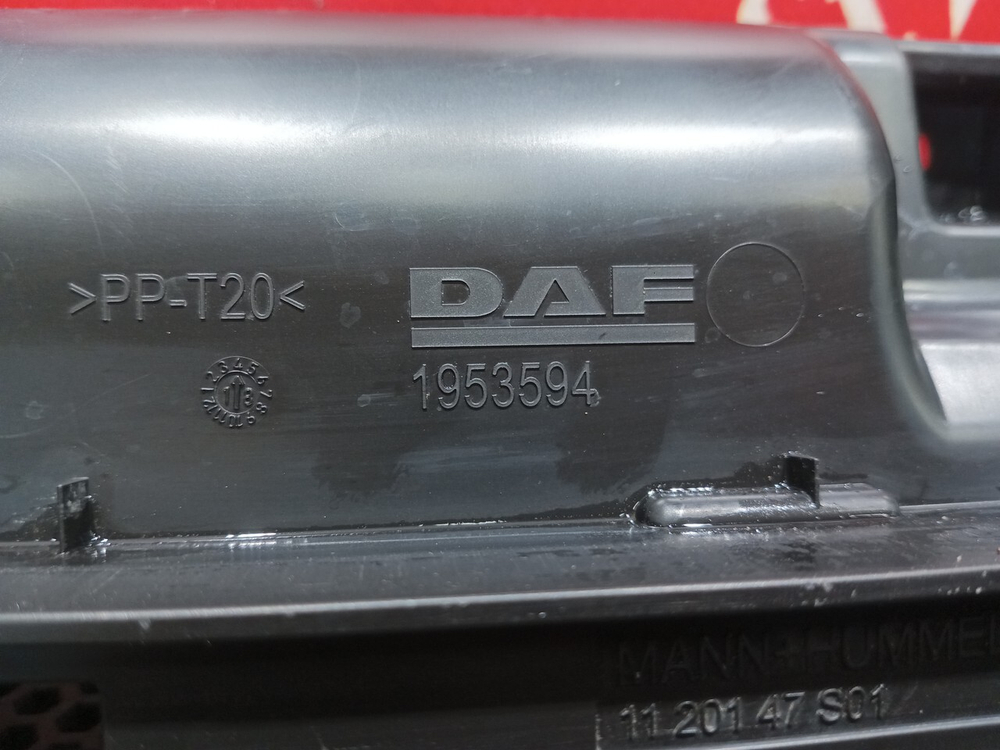 >PP-T20<
DAF
1953594
MANN+HUMMEL
11 201 47 S01